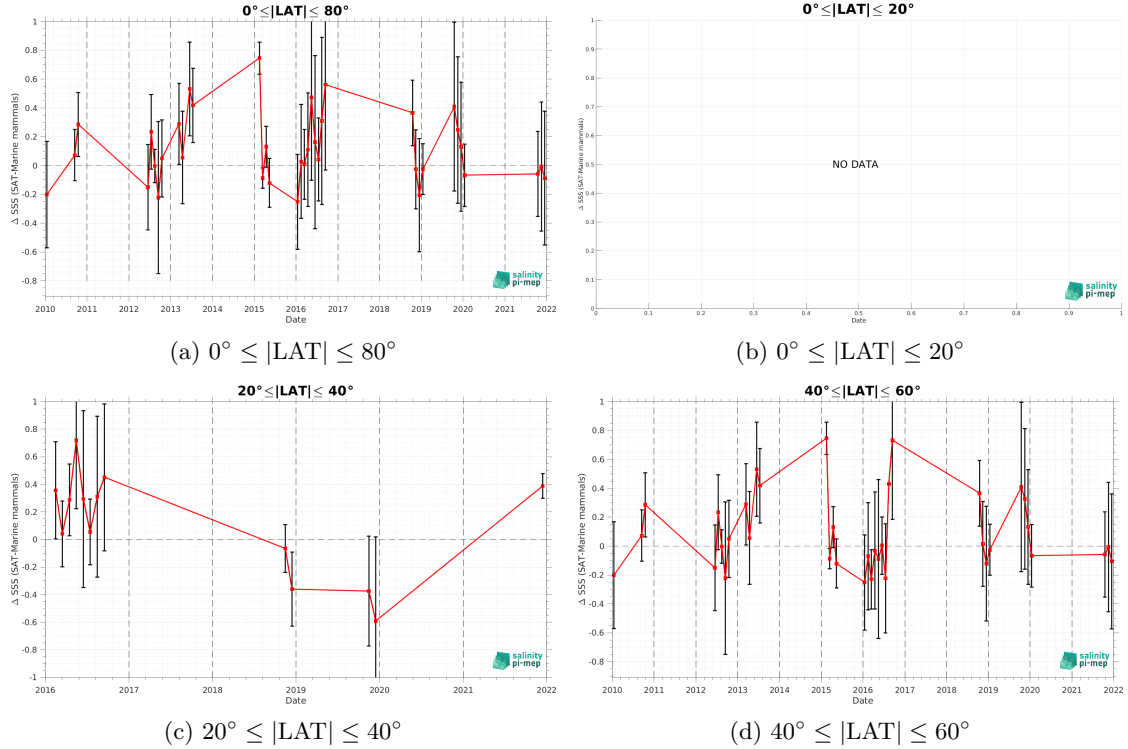 0°≤|LAT|≤ 80°
Δ SSS (SAT-Marine mammals)
1
0.8
0.6
0.4
0.2
0
-0.2
-0.4
-0.6
-0.8
2010 2011 2012 2013 2014 2015 2016 2017 2018 2019 2020 2021 2022
Date
salinity
pi-mep
(a) 0° ≤ |LAT| ≤ 80°
0°≤|LAT|≤ 20°
Δ SSS (SAT-Marine mammals)
1
0.9
0.8
0.7
0.6
0.5
0.4
0.3
0.2
0.1
0
NO DATA
0 0.1 0.2 0.3 0.4 0.5 0.6 0.7 0.8 0.9 1
Date
salinity
pi-mep
(b) 0° ≤ |LAT| ≤ 20°
20°≤|LAT|≤ 40°
Δ SSS (SAT-Marine mammals)
1
0.8
0.6
0.4
0.2
0
-0.2
-0.4
-0.6
-0.8
-1
2016 2017 2018 2019 2020 2021 2022
Date
salinity
pi-mep
(c) 20° ≤ |LAT| ≤ 40°
40°≤|LAT|≤ 60°
Δ SSS (SAT-Marine mammals)
1
0.8
0.6
0.4
0.2
0
-0.2
-0.4
-0.6
-0.8
2010 2011 2012 2013 2014 2015 2016 2017 2018 2019 2020 2021 2022
Date
salinity
pi-mep
(d) 40° ≤ |LAT| ≤ 60°